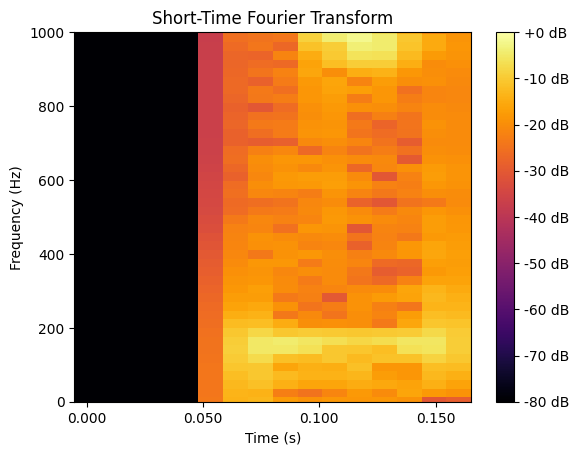 Short-Time Fourier Transform
1000
800
600
400
200
0
Frequency (Hz)
0.000
0.050
0.100
0.150
Time (s)
+0 dB
-10 dB
-20 dB
-30 dB
-40 dB
-50 dB
-60 dB
-70 dB
-80 dB